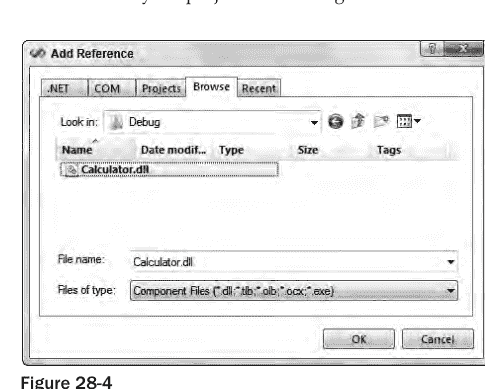 Add Reference
.NET COM Projects Browse Recent
Look in: Debug
Name Date modif... Type Size Tags
Calculator.dll
File name: Calculator.dll
Files of type: Component Files (*.dll;*.tlb;*.olb;*.ocx;*.exe)
OK Cancel
Figure 28-4